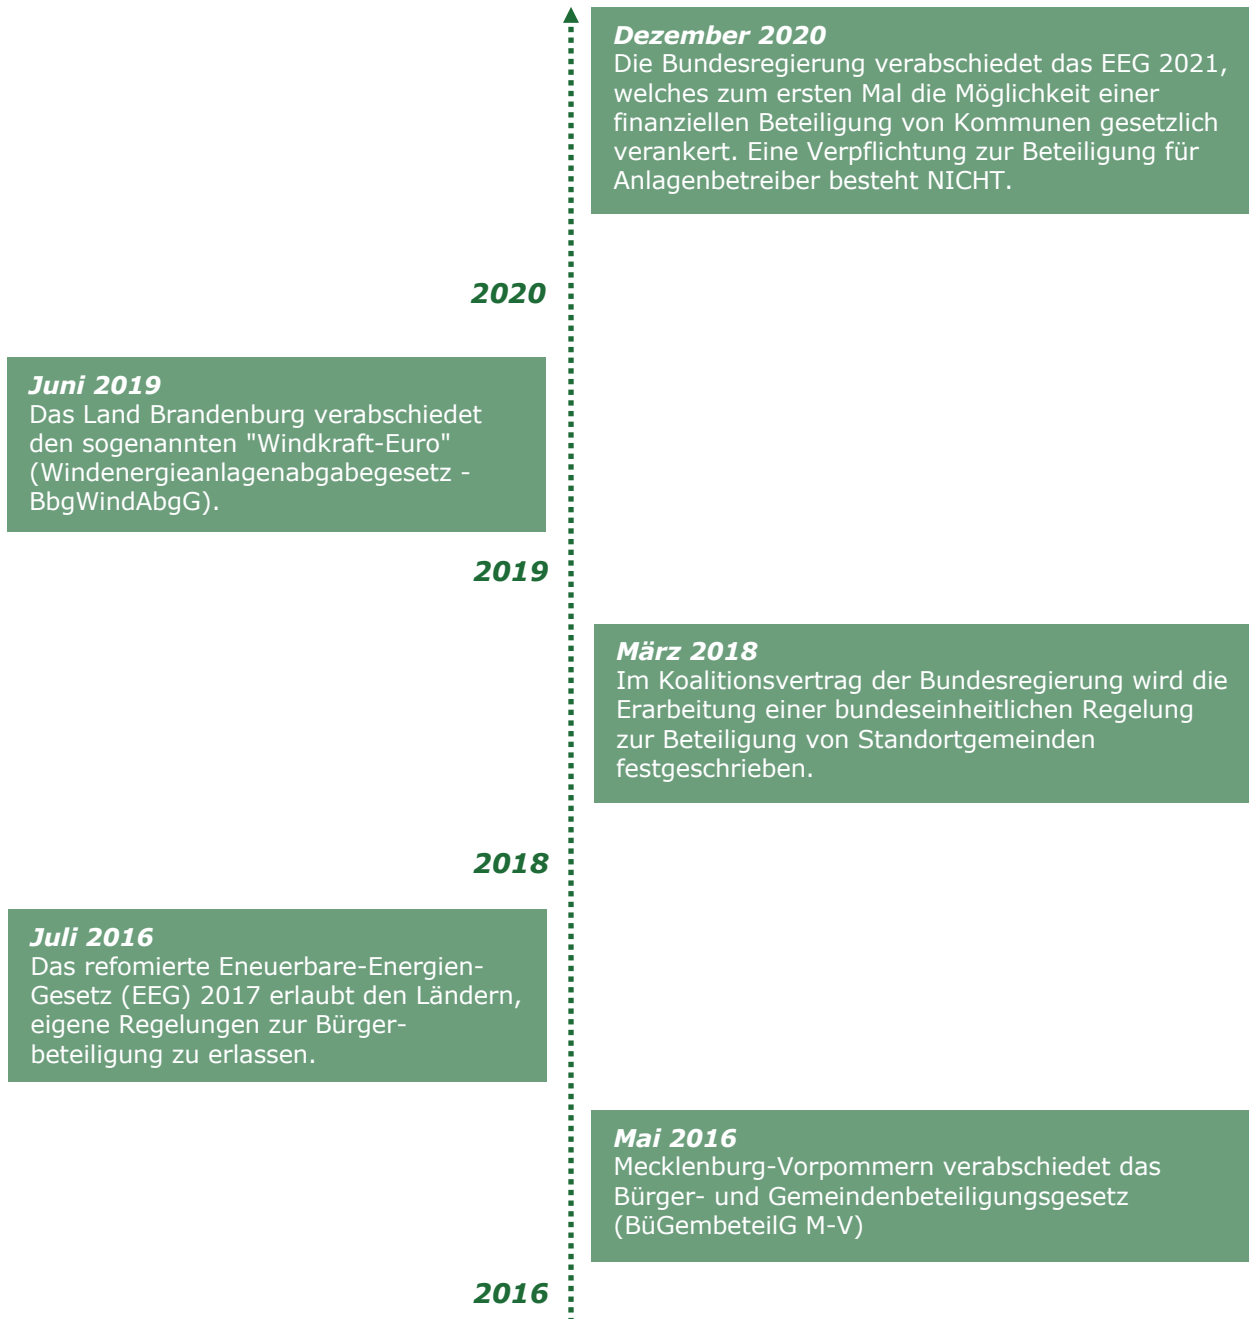 Dezember 2020
Die Bundesregierung verabschiedet das EEG 2021,
welches zum ersten Mal die Möglichkeit einer
finanziellen Beteiligung von Kommunen gesetzlich
verankert. Eine Verpflichtung zur Beteiligung für
Anlagenbetreiber besteht NICHT.
2020
Juni 2019
Das Land Brandenburg verabschiedet
den sogenannten "Windkraft-Euro"
(Windenergieanlagenabgabegesetz -
BbgWindAbgG).
2019
März 2018
Im Koalitionsvertrag der Bundesregierung wird die
Erarbeitung einer bundeseinheitlichen Regelung
zur Beteiligung von Standortgemeinden
festgeschrieben.
2018
Juli 2016
Das refomierte Eneuerbare-Energien-
Gesetz (EEG) 2017 erlaubt den Ländern,
eigene Regelungen zur Bürger-
beteiligung zu erlassen.
Mai 2016
Mecklenburg-Vorpommern verabschiedet das
Bürger- und Gemeindenbeteiligungsgesetz
(BüGembeteilG M-V)
2016